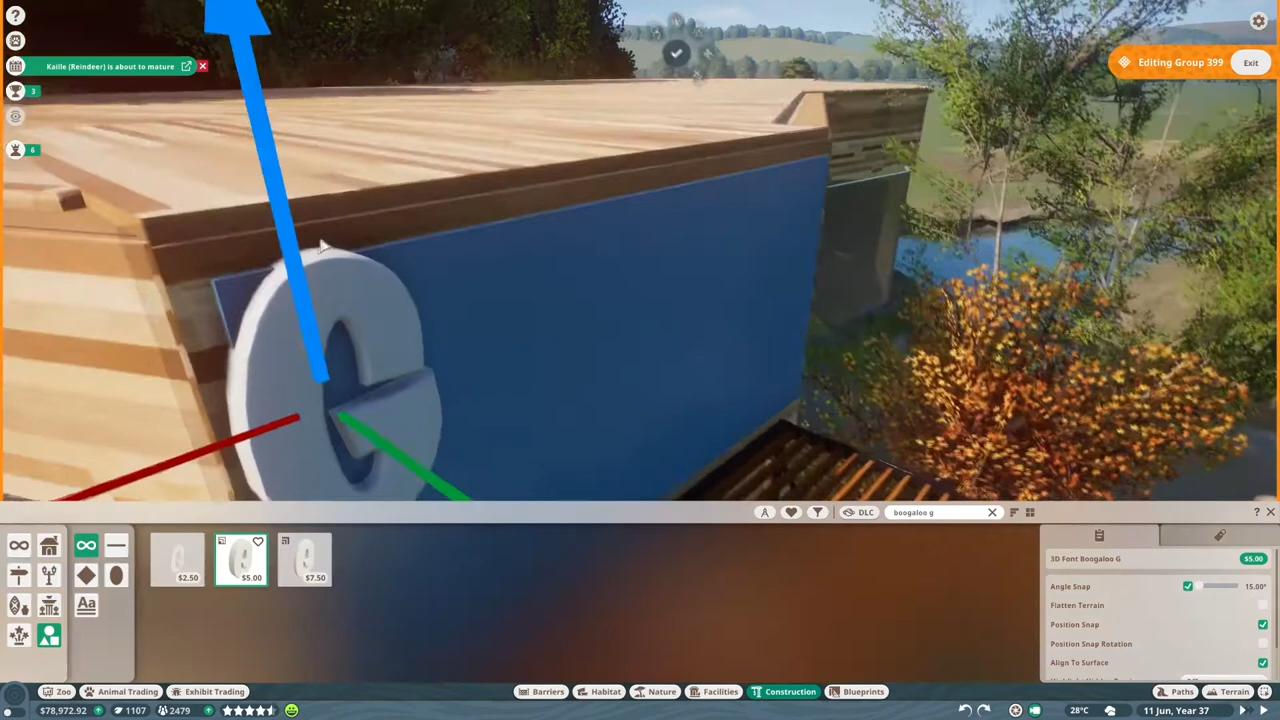 ?
Kaille (Reindeer) is about to mature
3
6
Editing Group 399
Exit
G
A
DLC
boogaloo g
?
$2.50
$5.00
$7.50
Aa
3D Font Boogaloo G
$5.00
Angle Snap
15.00°
Flatten Terrain
Position Snap
Position Snap Rotation
Align To Surface
Zoo
Animal Trading
Exhibit Trading
Barriers
Habitat
Nature
Facilities
Construction
Blueprints
Paths
Terrain
$78,972.92
1107
2479
28°C
11 Jun, Year 37